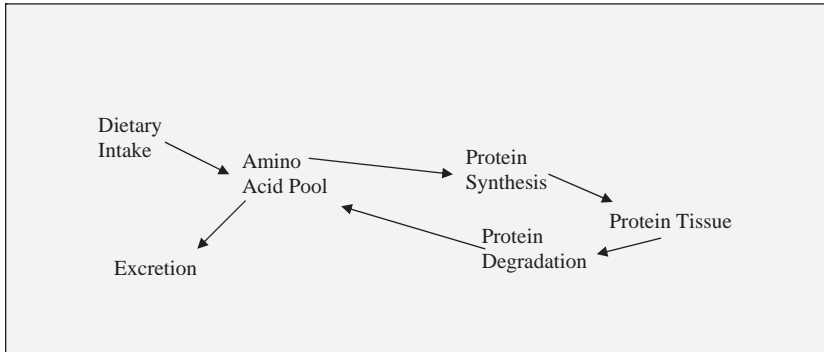 Dietary
Intake
Amino
Acid Pool
Protein
Synthesis
Protein Tissue
Protein
Degradation
Excretion